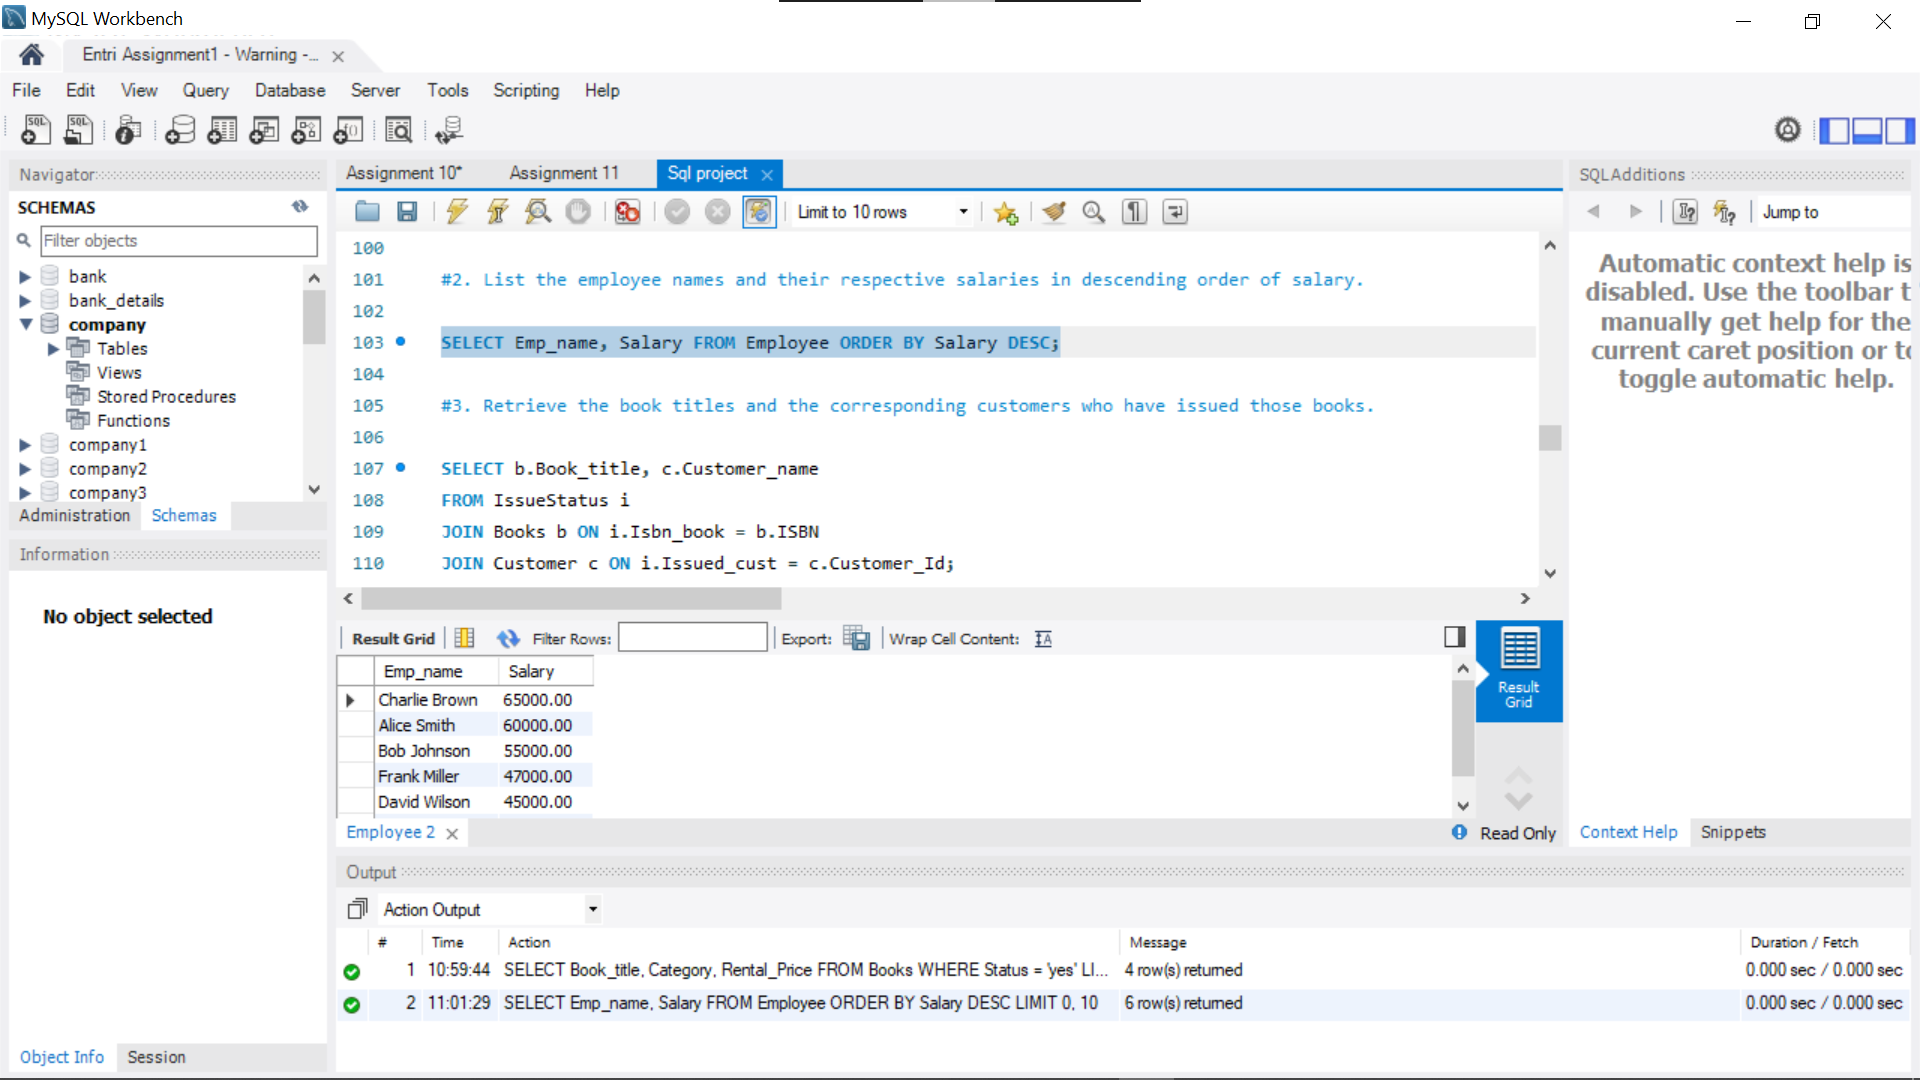 MySQL Workbench
Entri Assignment1 - Warning -...
File Edit View Query Database Server Tools Scripting Help
Navigator
SCHEMAS
Filter objects
bank
bank_details
company
Tables
Views
Stored Procedures
Functions
company1
company2
company3
Administration Schemas
Information
No object selected
Object Info Session
Assignment 10* Assignment 11 Sql project
Limit to 10 rows
100
101 #2. List the employee names and their respective salaries in descending order of salary.
102
103 SELECT Emp_name, Salary FROM Employee ORDER BY Salary DESC;
104
105 #3. Retrieve the book titles and the corresponding customers who have issued those books.
106
107 SELECT b.Book_title, c.Customer_name
108 FROM IssueStatus i
109 JOIN Books b ON i.Isbn_book = b.ISBN
110 JOIN Customer c ON i.Issued_cust = c.Customer_Id;
Result Grid Filter Rows: Export: Wrap Cell Content:
Emp_name Salary
Charlie Brown 65000.00
Alice Smith 60000.00
Bob Johnson 55000.00
Frank Miller 47000.00
David Wilson 45000.00
Result
Grid
Employee 2
Read Only
SQLAdditions
Jump to
Automatic context help is
disabled. Use the toolbar t
manually get help for the
current caret position or to
toggle automatic help.
Context Help Snippets
Output
Action Output
# Time Action Message Duration / Fetch
1 10:59:44 SELECT Book_title, Category, Rental_Price FROM Books WHERE Status = 'yes' LI... 4 row(s) returned 0.000 sec / 0.000 sec
2 11:01:29 SELECT Emp_name, Salary FROM Employee ORDER BY Salary DESC LIMIT 0, 10 6 row(s) returned 0.000 sec / 0.000 sec